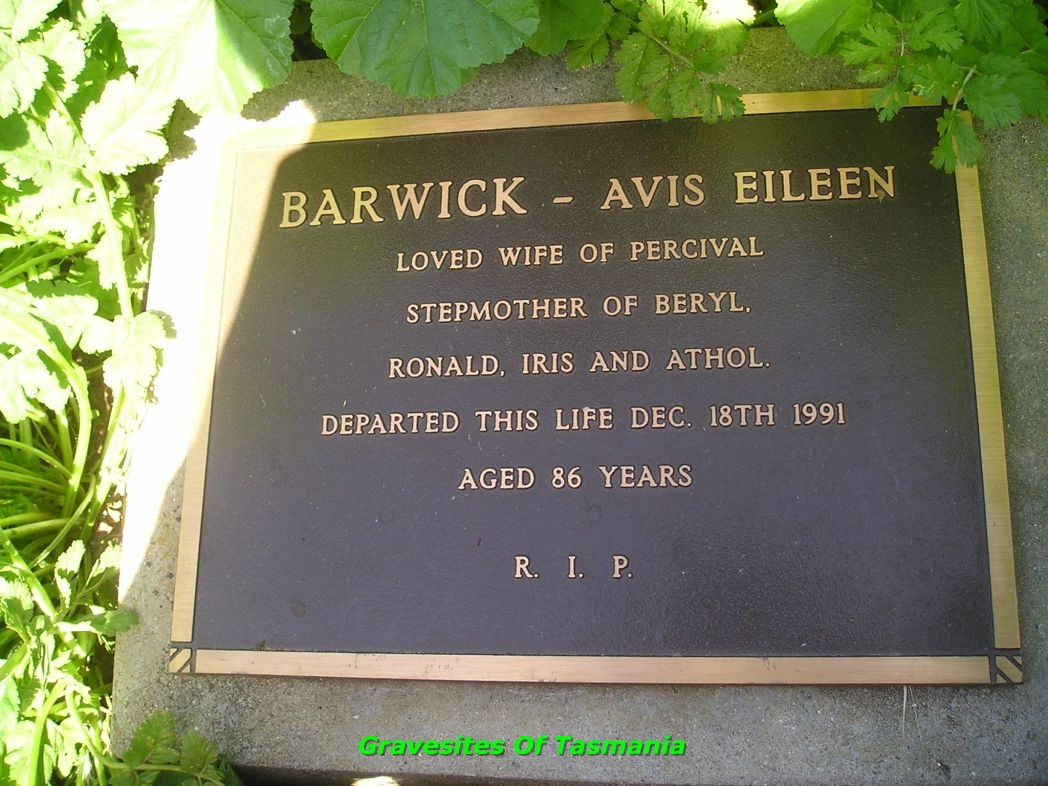 BARWICK - AVIS EILEEN
LOVED WIFE OF PERCIVAL
STEPMOTHER OF BERYL,
RONALD, IRIS AND ATHOL.
DEPARTED THIS LIFE DEC. 18TH 1991
AGED 86 YEARS
R. I. P.
Gravesites Of Tasmania